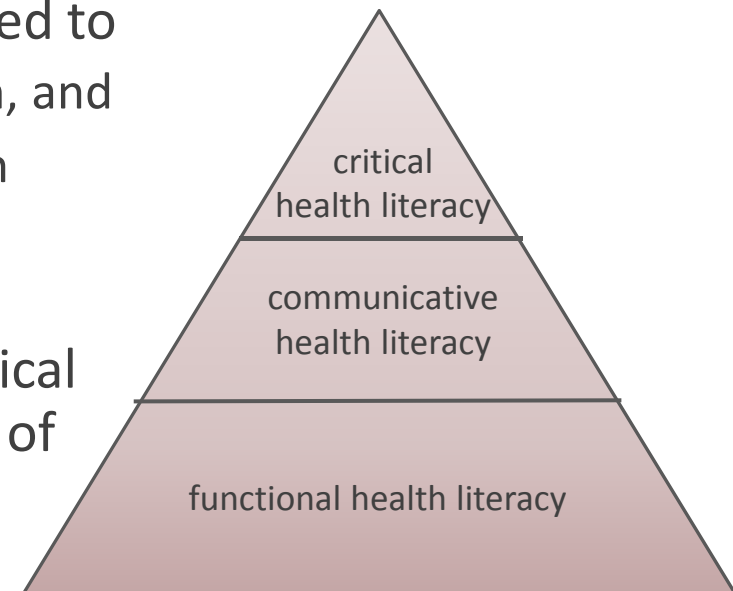 ed to
, and
ical
of
critical
health literacy
communicative
health literacy
functional health literacy